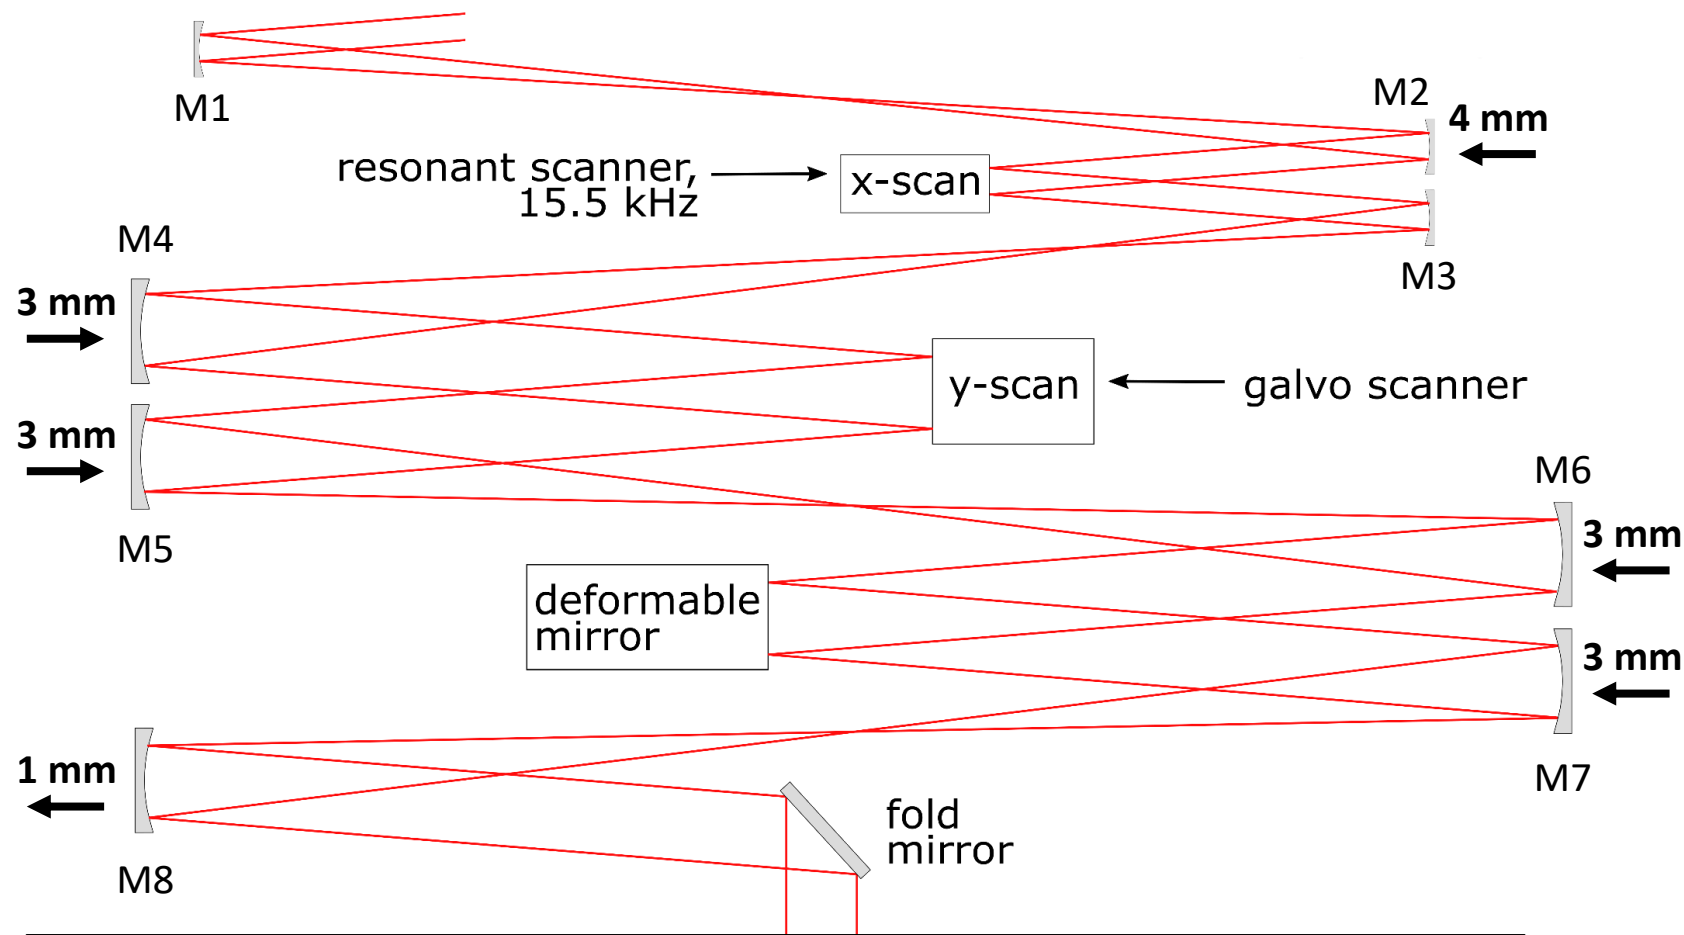 M1
M2
4 mm
resonant scanner,
15.5 kHz
x-scan
M3
M4
3 mm
y-scan
galvo scanner
3 mm
M5
M6
3 mm
deformable
mirror
3 mm
M7
1 mm
fold
mirror
M8